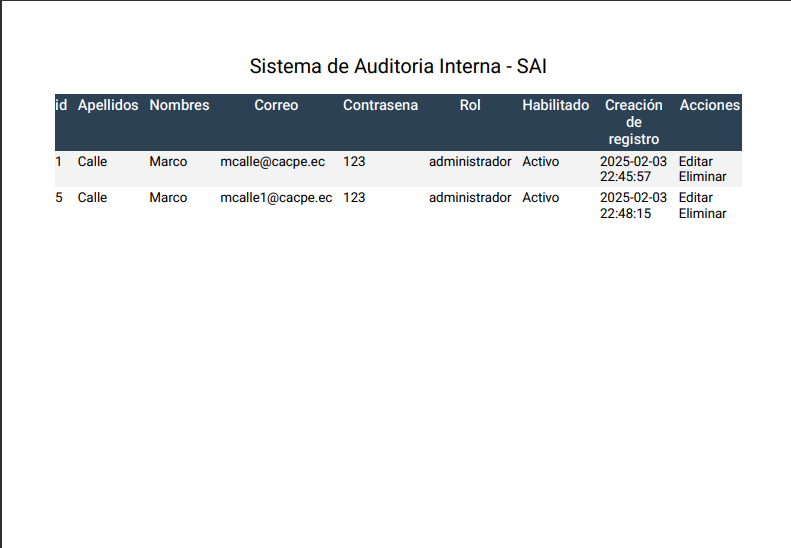 Sistema de Auditoria Interna - SAI
id Apellidos Nombres Correo Contrasena Rol Habilitado Creación de registro Acciones
1 Calle Marco mcalle@cacpe.ec 123 administrador Activo 2025-02-03 22:45:57 Editar Eliminar
5 Calle Marco mcalle1@cacpe.ec 123 administrador Activo 2025-02-03 22:48:15 Editar Eliminar